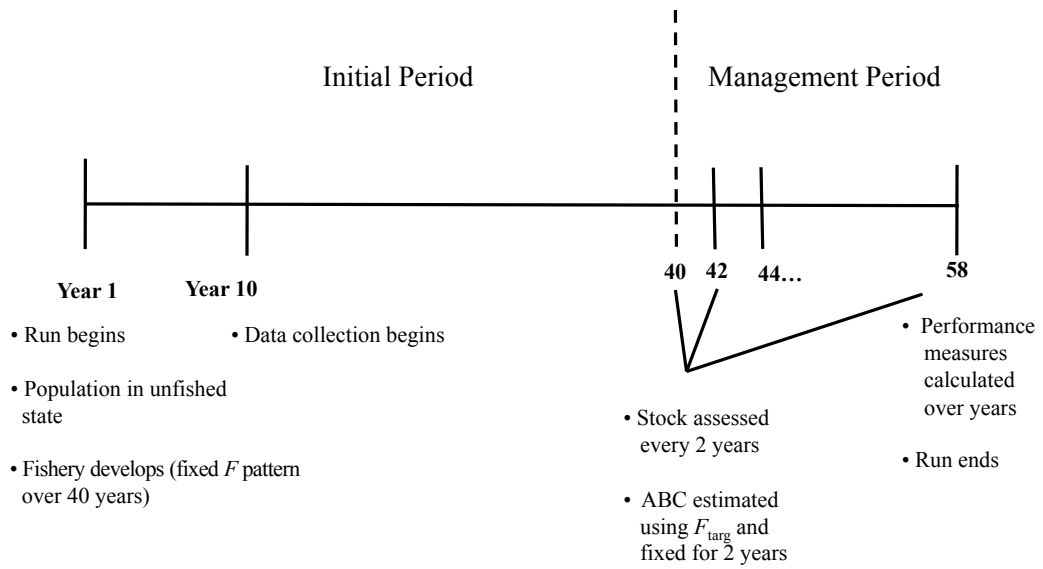 Initial Period
Management Period
Year 1
Year 10
40
42
44…
58
• Run begins
• Population in unfished
state
• Fishery develops (fixed F pattern
over 40 years)
• Data collection begins
• Stock assessed
every 2 years
• ABC estimated
using Ftarg and
fixed for 2 years
• Performance
measures
calculated
over years
• Run ends